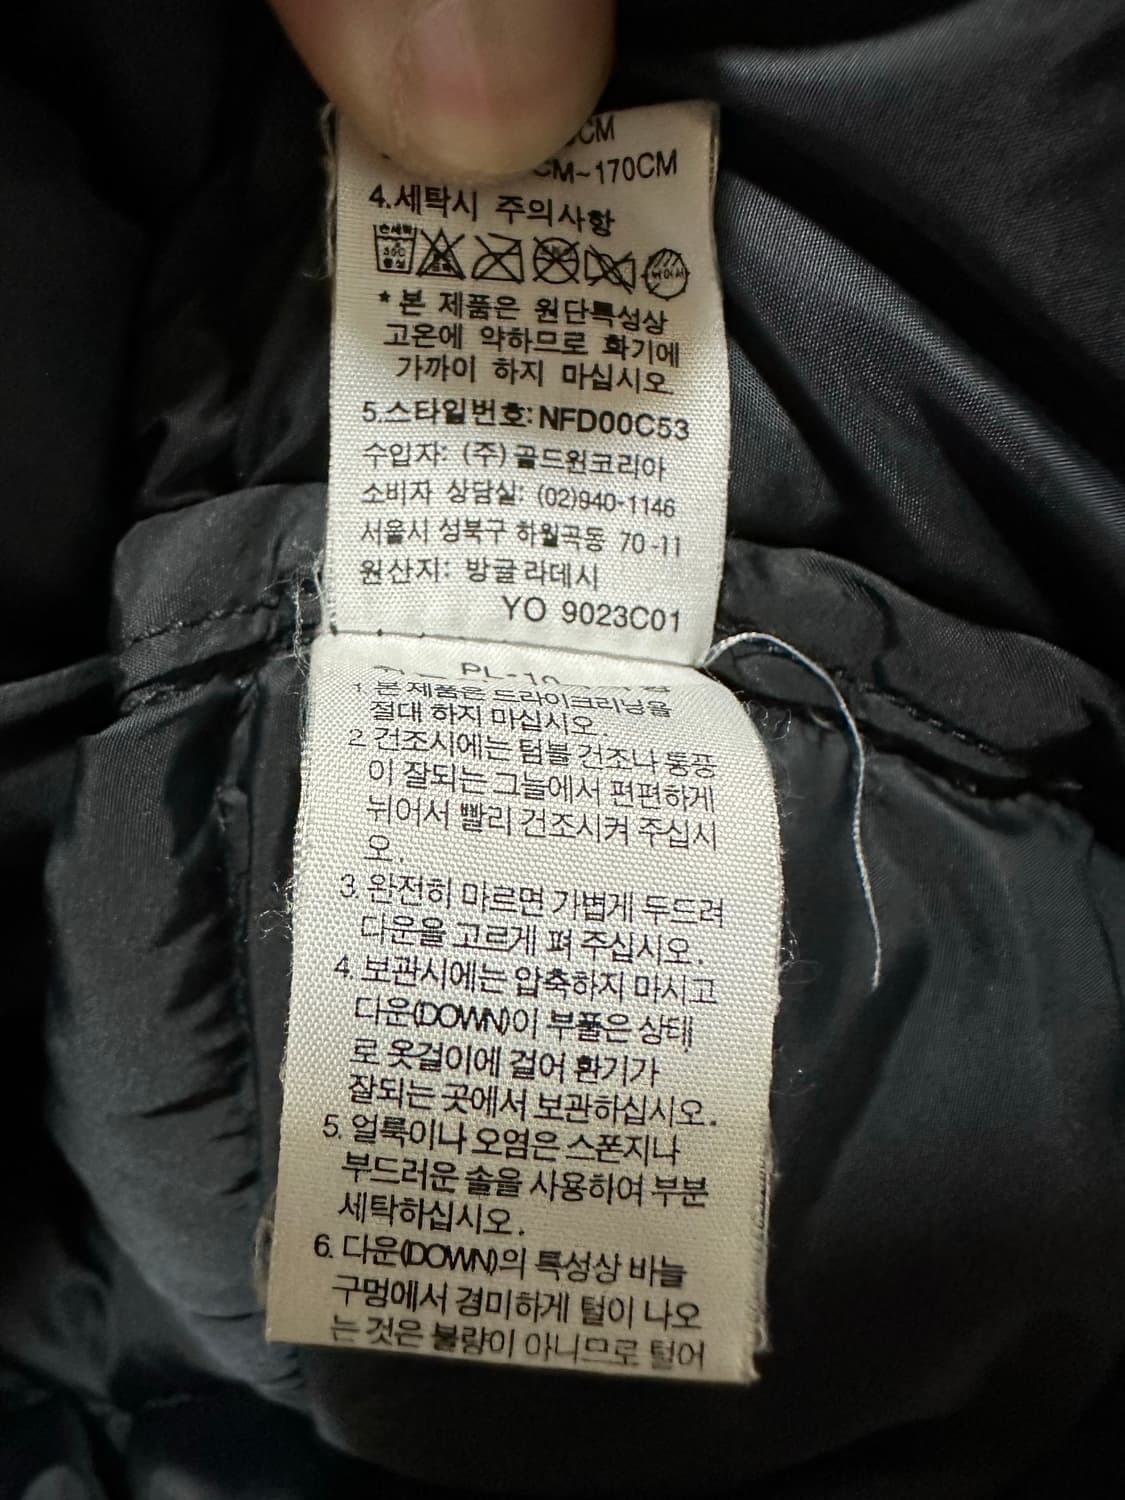 CM
CM~170CM
4.세탁시 주의사항
손세탁
30℃
중성
뉘어서
* 본 제품은 원단특성상
고온에 약하므로 화기에
가까이 하지 마십시오
5.스타일번호: NFD00C53
수입자: (주)골드윈코리아
소비자 상담실: (02)940-1146
서울시 성북구 하월곡동 70-11
원산지: 방글라데시
YO 9023C01
PL-10
1. 본 제품은 드라이크리닝을
절대 하지 마십시오.
2. 건조시에는 텀블 건조나 통풍
이 잘되는 그늘에서 편편하게
뉘어서 빨리 건조시켜 주십시
오.
3. 완전히 마르면 가볍게 두드려
다운을 고르게 펴 주십시오.
4. 보관시에는 압축하지 마시고
다운(DOWN)이 부풀은 상태
로 옷걸이에 걸어 환기가
잘되는 곳에서 보관하십시오.
5. 얼룩이나 오염은 스폰지나
부드러운 솔을 사용하여 부분
세탁하십시오.
6. 다운(DOWN)의 특성상 바늘
구멍에서 경미하게 털이 나오
는 것은 불량이 아니므로 털어